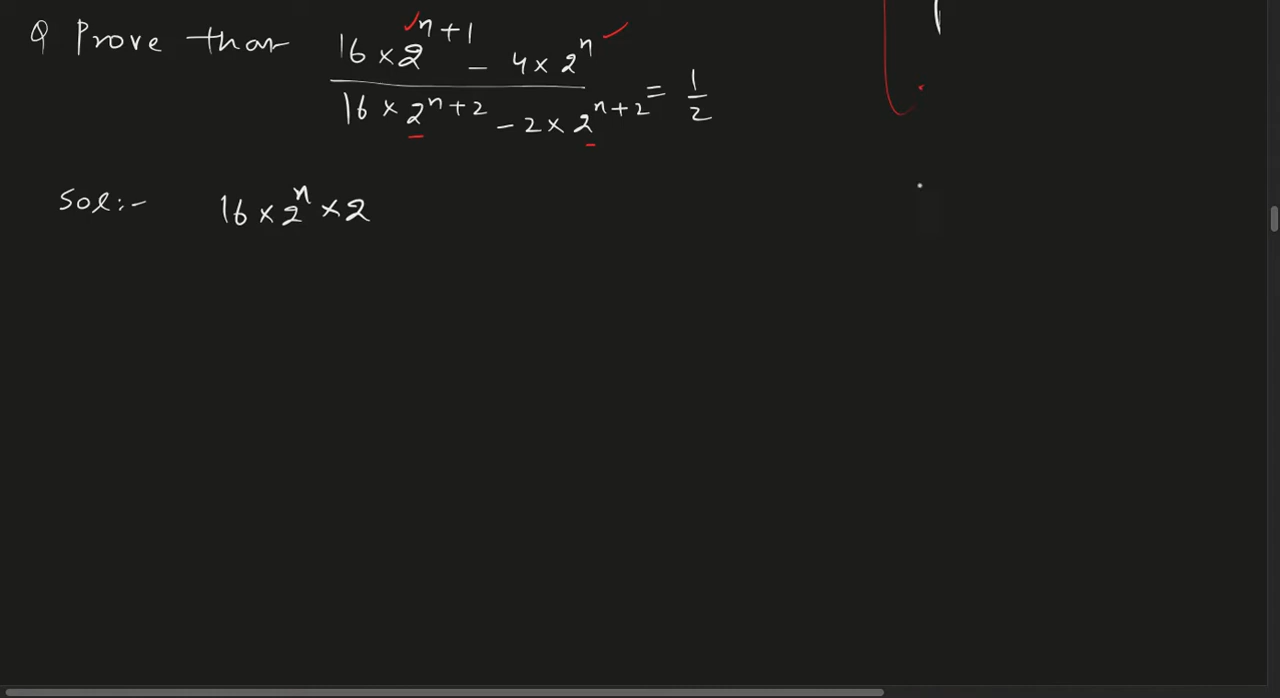 Q Prove that 16 × 2^{n+1} - 4 × 2^n / 16 × 2^{n+2} - 2 × 2^{n+2} = 1/2
Sol:- 16 × 2^n × 2